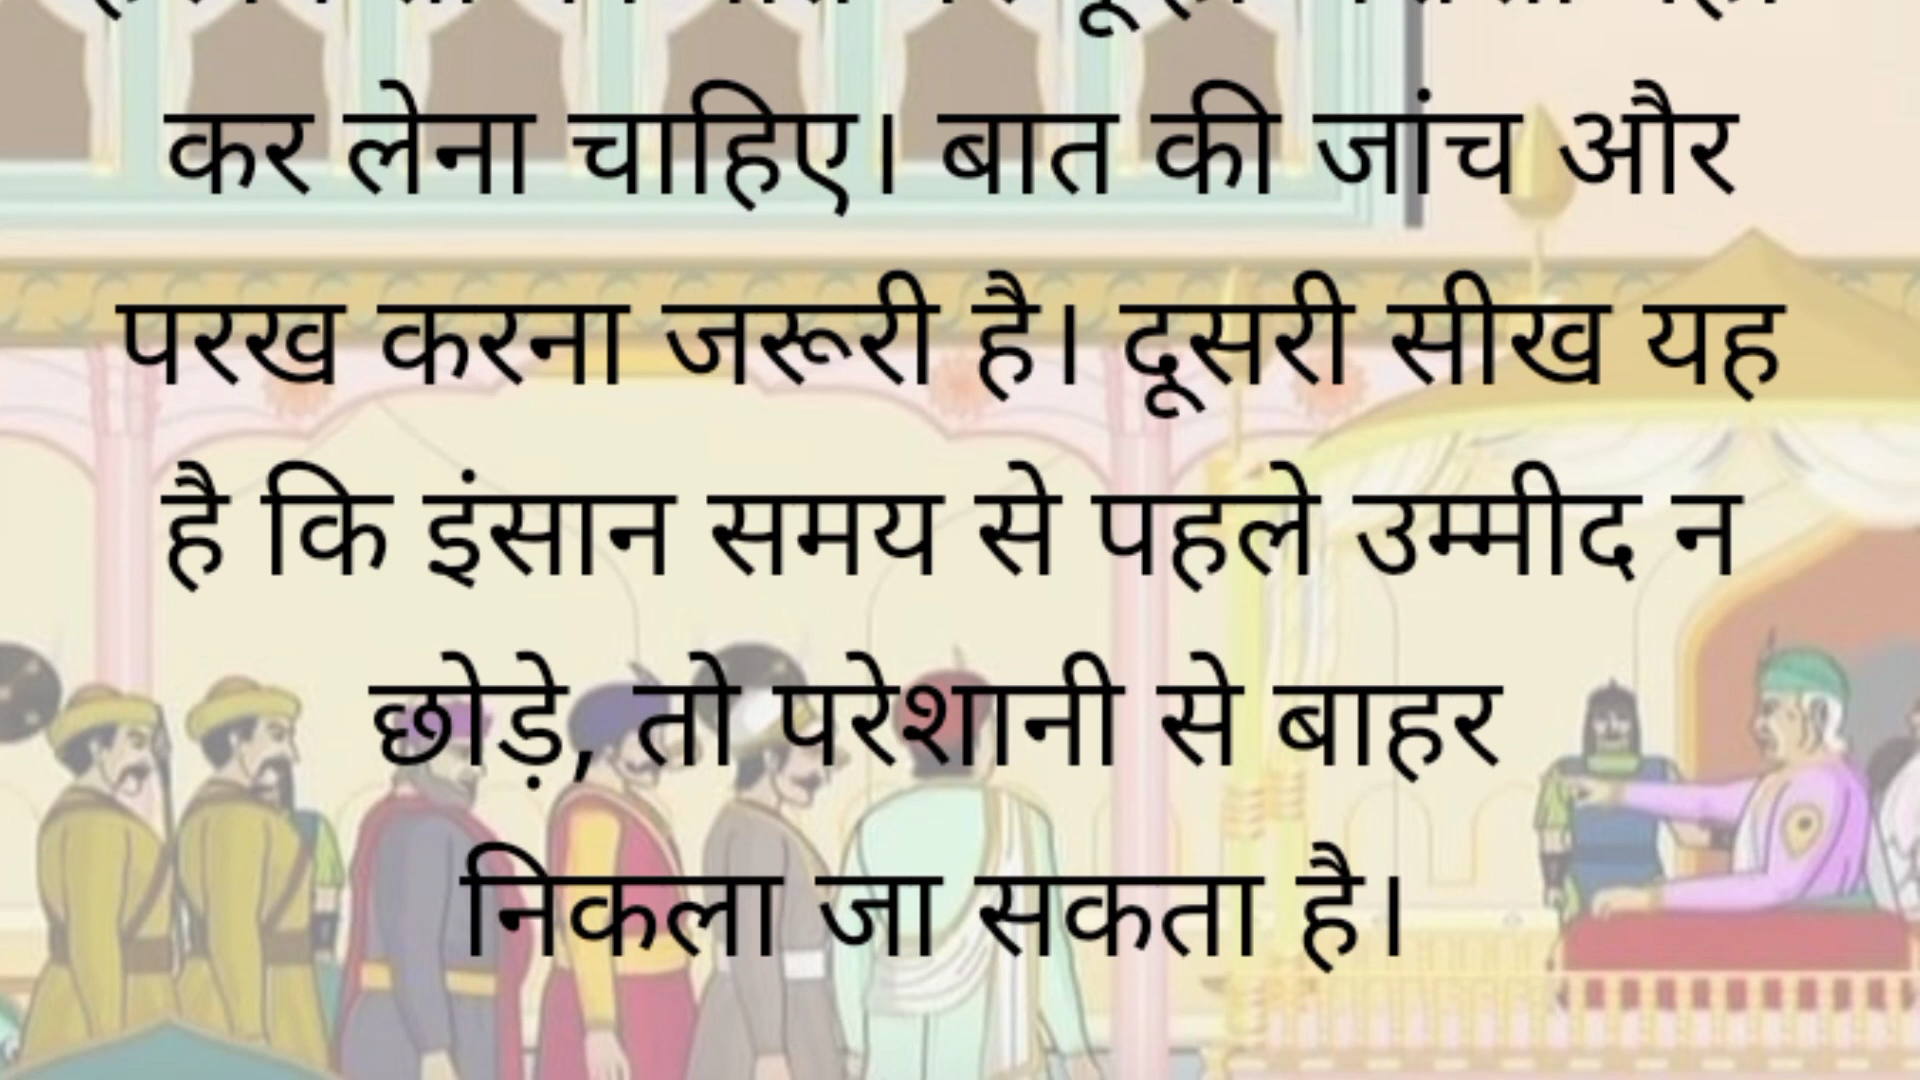 कर लेना चाहिए। बात की जांच और
परख करना जरूरी है। दूसरी सीख यह
है कि इंसान समय से पहले उम्मीद न
छोड़े, तो परेशानी से बाहर
निकला जा सकता है।